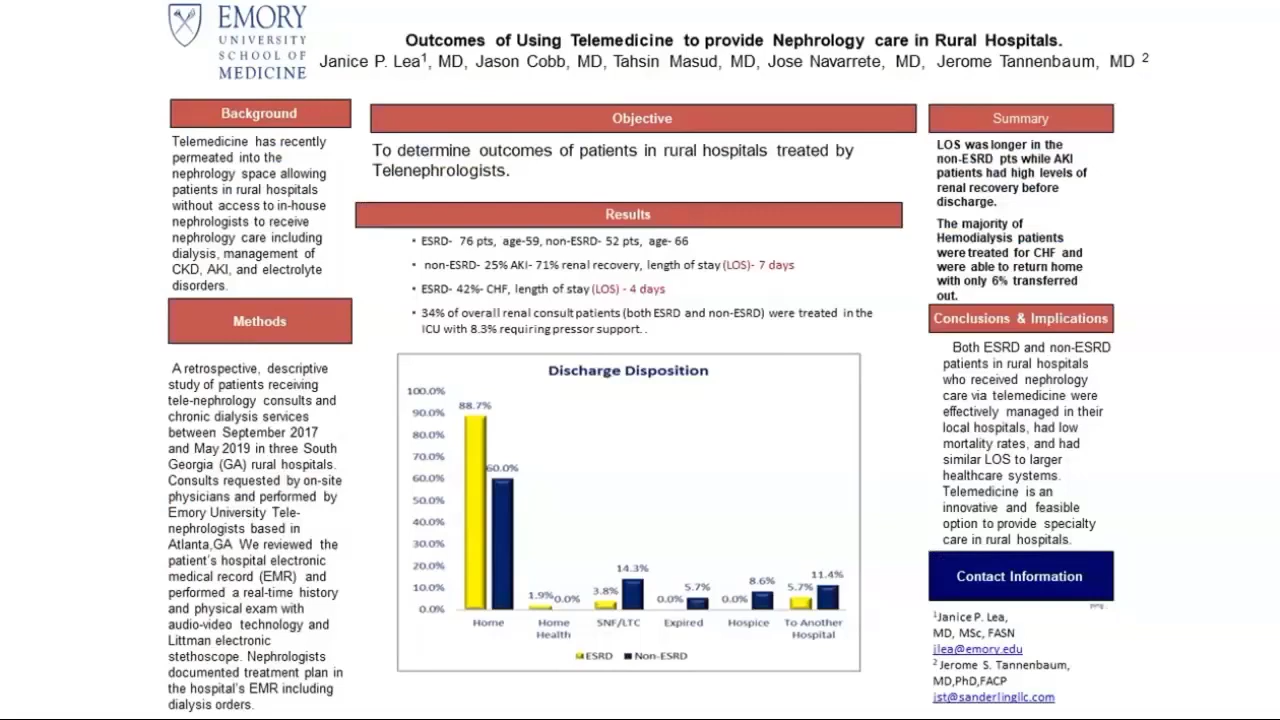 EMORY
UNIVERSITY
SCHOOL OF
MEDICINE
Outcomes of Using Telemedicine to provide Nephrology care in Rural Hospitals.
Janice P. Lea1, MD, Jason Cobb, MD, Tahsin Masud, MD, Jose Navarrete, MD, Jerome Tannenbaum, MD 2
Background
Telemedicine has recently
permeated into the
nephrology space allowing
patients in rural hospitals
without access to in-house
nephrologists to receive
nephrology care including
dialysis, management of
CKD, AKI, and electrolyte
disorders.
Methods
A retrospective, descriptive
study of patients receiving
tele-nephrology consults and
chronic dialysis services
between September 2017
and May 2019 in three South
Georgia (GA) rural hospitals.
Consults requested by on-site
physicians and performed by
Emory University Tele-
nephrologists based in
Atlanta,GA We reviewed the
patient's hospital electronic
medical record (EMR) and
performed a real-time history
and physical exam with
audio-video technology and
Littman electronic
stethoscope. Nephrologists
documented treatment plan in
the hospital's EMR including
dialysis orders.
Objective
To determine outcomes of patients in rural hospitals treated by
Telenephrologists.
Results
• ESRD- 76 pts, age-59, non-ESRD- 52 pts, age- 66
• non-ESRD- 25% AKI- 71% renal recovery, length of stay (LOS)- 7 days
• ESRD- 42%- CHF, length of stay (LOS) - 4 days
• 34% of overall renal consult patients (both ESRD and non-ESRD) were treated in the
ICU with 8.3% requiring pressor support. .
Discharge Disposition
100.0%
90.0%
80.0%
70.0%
60.0%
50.0%
40.0%
30.0%
20.0%
10.0%
0.0%
88.7%
60.0%
1.9%
0.0%
3.8%
14.3%
0.0%
5.7%
0.0%
8.6%
5.7%
11.4%
Home
Home Health
SNF/LTC
Expired
Hospice
To Another Hospital
ESRD
Non-ESRD
Summary
LOS was longer in the
non-ESRD pts while AKI
patients had high levels of
renal recovery before
discharge.
The majority of
Hemodialysis patients
were treated for CHF and
were able to return home
with only 6% transferred
out.
Conclusions & Implications
Both ESRD and non-ESRD
patients in rural hospitals
who received nephrology
care via telemedicine were
effectively managed in their
local hospitals, had low
mortality rates, and had
similar LOS to larger
healthcare systems.
Telemedicine is an
innovative and feasible
option to provide specialty
care in rural hospitals.
Contact Information
1Janice P. Lea,
MD, MSc, FASN
jlea@emory.edu
2 Jerome S. Tannenbaum,
MD,PhD,FACP
jst@sanderlingllc.com